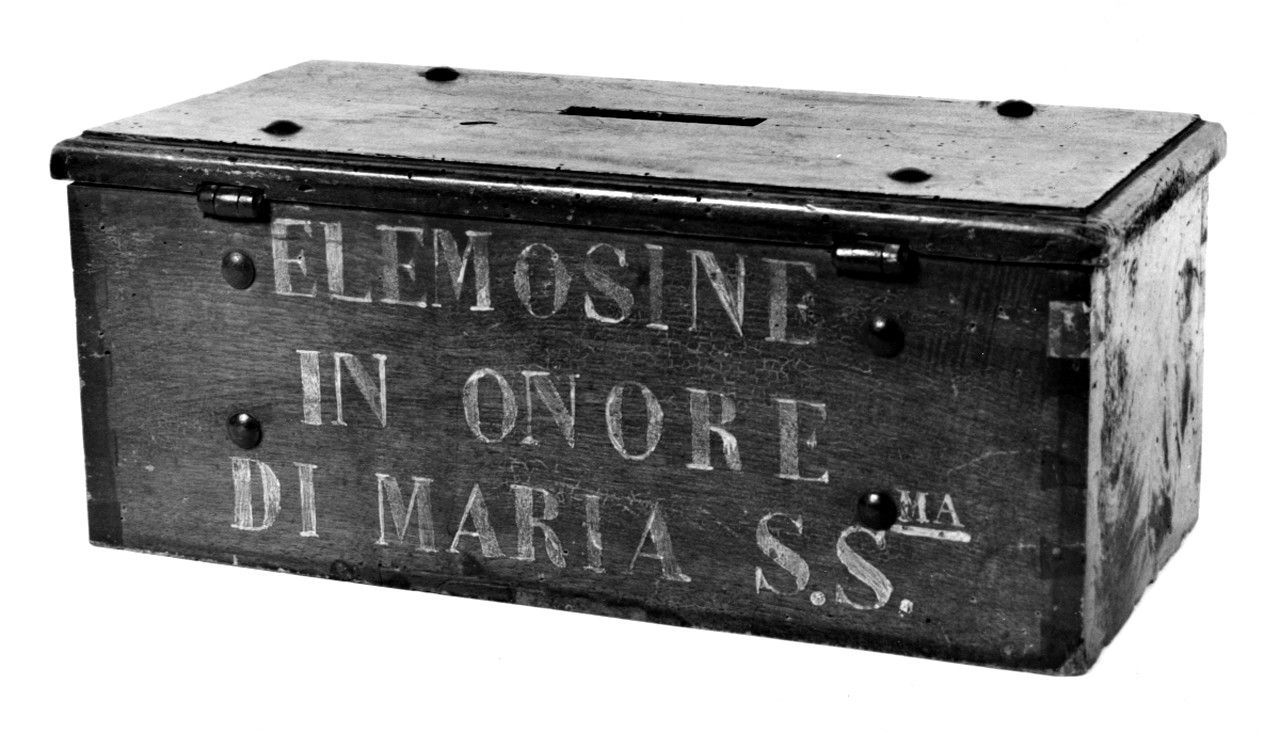 ELEMOSINE
IN ONORE
DI MARIA S.S.MA